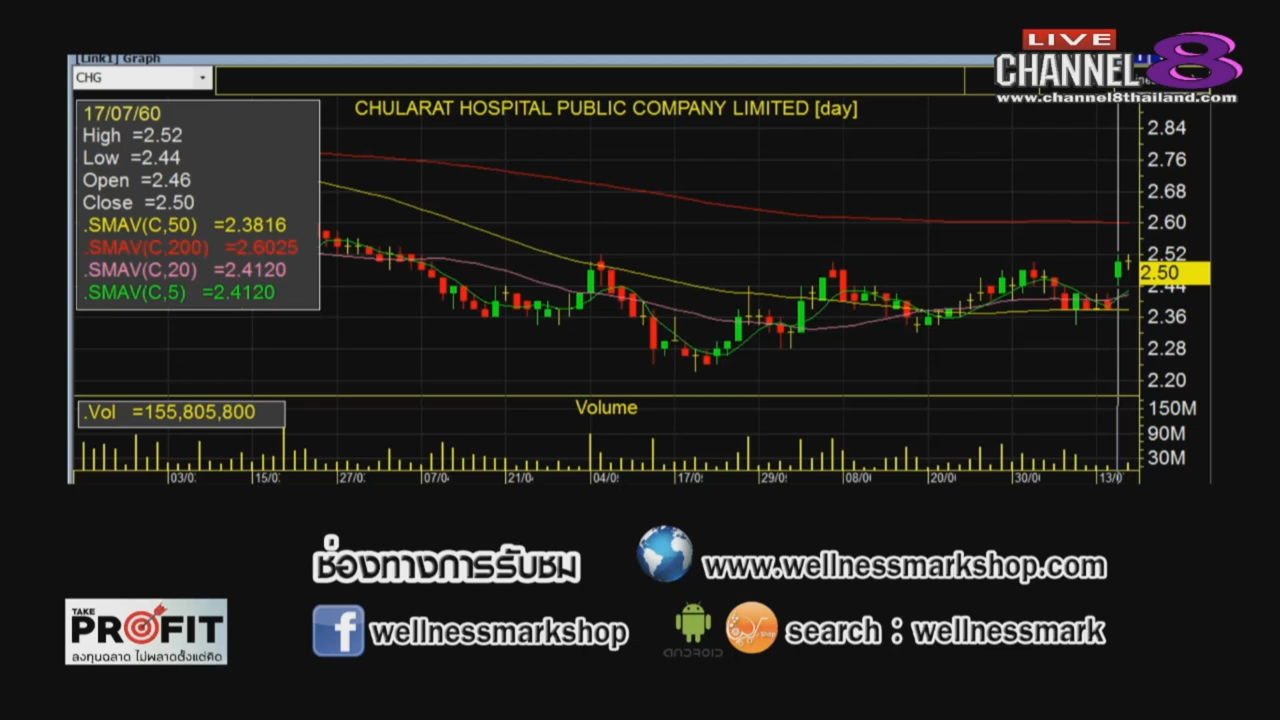 [Link1] Graph
LIVE
CHANNEL 8
www.channel8thailand.com
CHG
17/07/60
High =2.52
Low =2.44
Open =2.46
Close =2.50
.SMAV(C,50) =2.3816
.SMAV(C,200) =2.6025
.SMAV(C,20) =2.4120
.SMAV(C,5) =2.4120
CHULARAT HOSPITAL PUBLIC COMPANY LIMITED [day]
2.84
2.76
2.68
2.60
2.52
2.50
2.44
2.36
2.28
2.20
.Vol =155,805,800
Volume
150M
90M
30M
03/0 15/0 27/0 07/0 21/0 04/0 17/0 29/0 08/0 20/0 30/0 13/0
ช่องทางการรับชม
www.wellnessmarkshop.com
TAKE
PROFIT
ลงทุนฉลาด ไม่พลาดตั้งแต่คิด
f wellnessmarkshop
ANDROID
search : wellnessmark